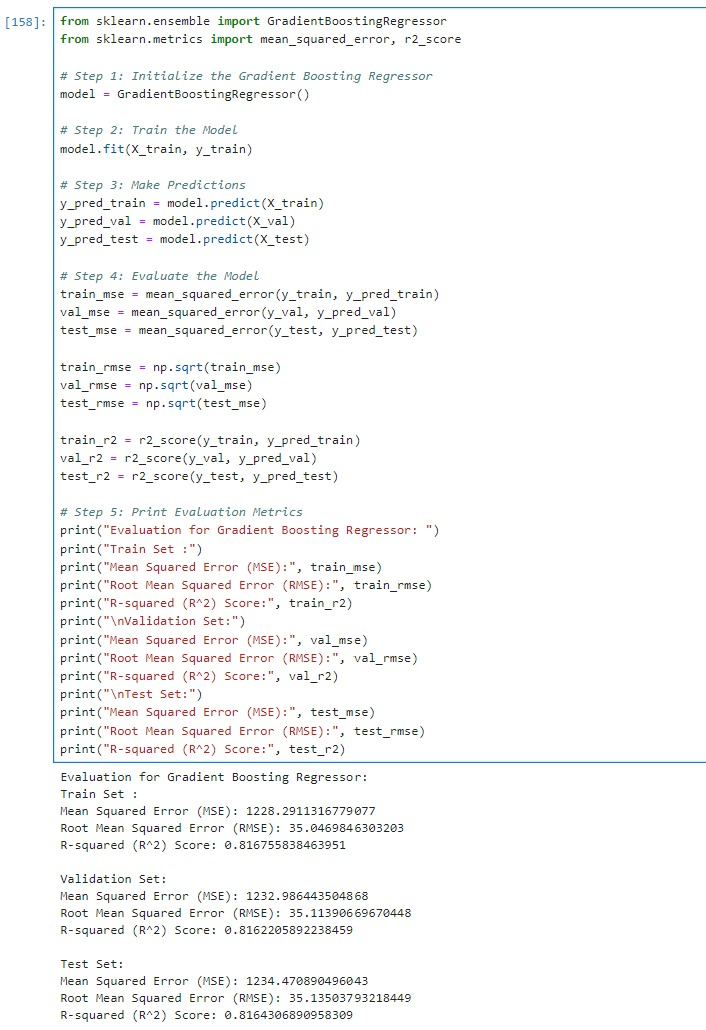 [158]: from sklearn.ensemble import GradientBoostingRegressor
from sklearn.metrics import mean_squared_error, r2_score
# Step 1: Initialize the Gradient Boosting Regressor
model = GradientBoostingRegressor()
# Step 2: Train the Model
model.fit(X_train, y_train)
# Step 3: Make Predictions
y_pred_train = model.predict(X_train)
y_pred_val = model.predict(X_val)
y_pred_test = model.predict(X_test)
# Step 4: Evaluate the Model
train_mse = mean_squared_error(y_train, y_pred_train)
val_mse = mean_squared_error(y_val, y_pred_val)
test_mse = mean_squared_error(y_test, y_pred_test)
train_rmse = np.sqrt(train_mse)
val_rmse = np.sqrt(val_mse)
test_rmse = np.sqrt(test_mse)
train_r2 = r2_score(y_train, y_pred_train)
val_r2 = r2_score(y_val, y_pred_val)
test_r2 = r2_score(y_test, y_pred_test)
# Step 5: Print Evaluation Metrics
print("Evaluation for Gradient Boosting Regressor: ")
print("Train Set :")
print("Mean Squared Error (MSE):", train_mse)
print("Root Mean Squared Error (RMSE):", train_rmse)
print("R-squared (R^2) Score:", train_r2)
print("\nValidation Set:")
print("Mean Squared Error (MSE):", val_mse)
print("Root Mean Squared Error (RMSE):", val_rmse)
print("R-squared (R^2) Score:", val_r2)
print("\nTest Set:")
print("Mean Squared Error (MSE):", test_mse)
print("Root Mean Squared Error (RMSE):", test_rmse)
print("R-squared (R^2) Score:", test_r2)
Evaluation for Gradient Boosting Regressor:
Train Set :
Mean Squared Error (MSE): 1228.2911316779077
Root Mean Squared Error (RMSE): 35.0469846303203
R-squared (R^2) Score: 0.816755838463951
Validation Set:
Mean Squared Error (MSE): 1232.986443504868
Root Mean Squared Error (RMSE): 35.11390669670448
R-squared (R^2) Score: 0.8162205892238459
Test Set:
Mean Squared Error (MSE): 1234.470890496043
Root Mean Squared Error (RMSE): 35.13503793218449
R-squared (R^2) Score: 0.8164306890958309